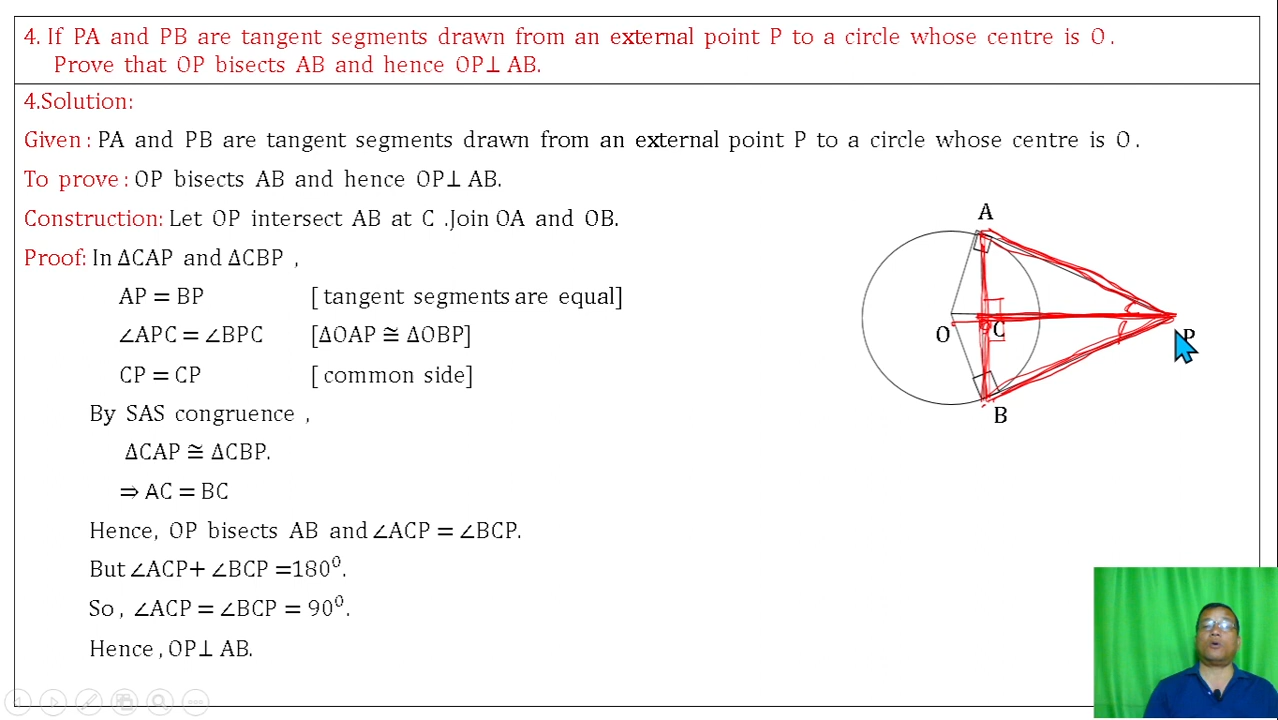 4. If PA and PB are tangent segments drawn from an external point P to a circle whose centre is O.
Prove that OP bisects AB and hence OP⊥ AB.
4.Solution:
Given : PA and PB are tangent segments drawn from an external point P to a circle whose centre is O.
To prove : OP bisects AB and hence OP⊥ AB.
Construction: Let OP intersect AB at C .Join OA and OB.
Proof: In ΔCAP and ΔCBP ,
AP = BP [ tangent segments are equal]
∠APC = ∠BPC [ΔOAP ≅ ΔOBP]
CP = CP [ common side]
By SAS congruence ,
ΔCAP ≅ ΔCBP.
⇒ AC = BC
Hence, OP bisects AB and ∠ACP = ∠BCP.
But ∠ACP+ ∠BCP =180⁰.
So , ∠ACP = ∠BCP = 90⁰.
Hence , OP⊥ AB.
A
O
C
P
B